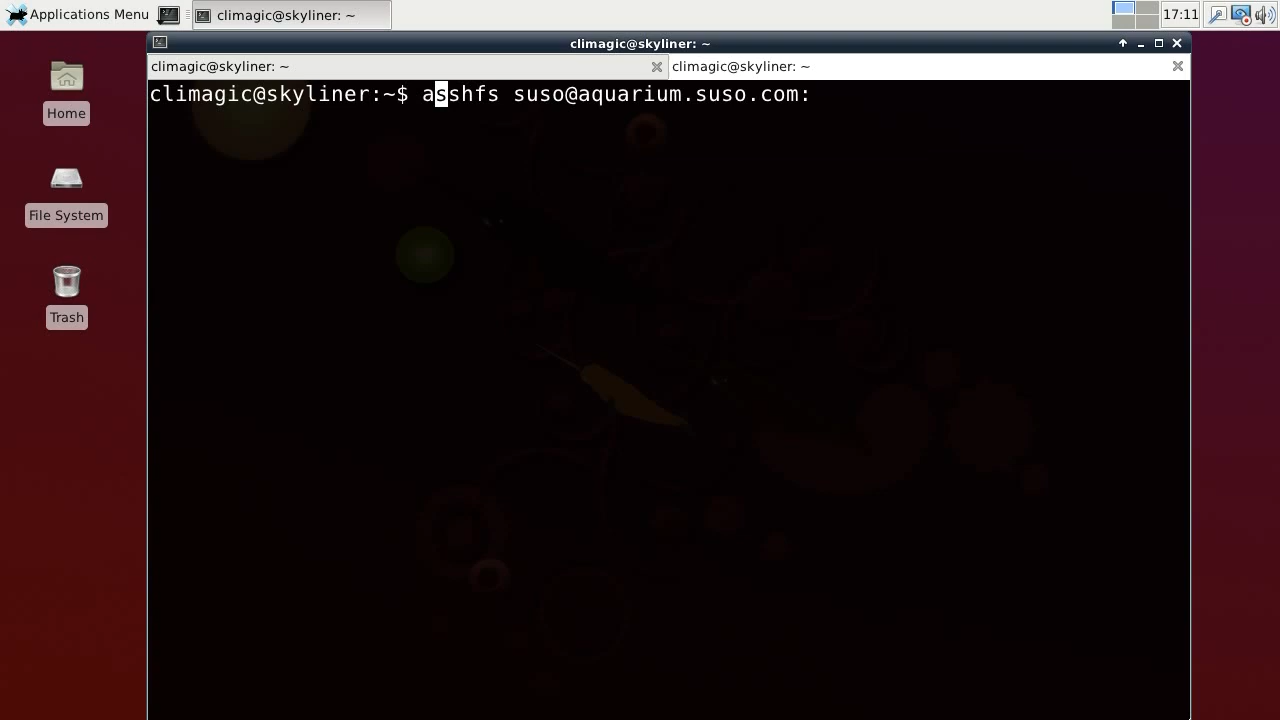 Applications Menu
climagic@skyliner: ~
17:11
climagic@skyliner: ~
climagic@skyliner: ~
climagic@skyliner: ~
climagic@skyliner:~$ asshfs suso@aquarium.suso.com:
Home
File System
Trash